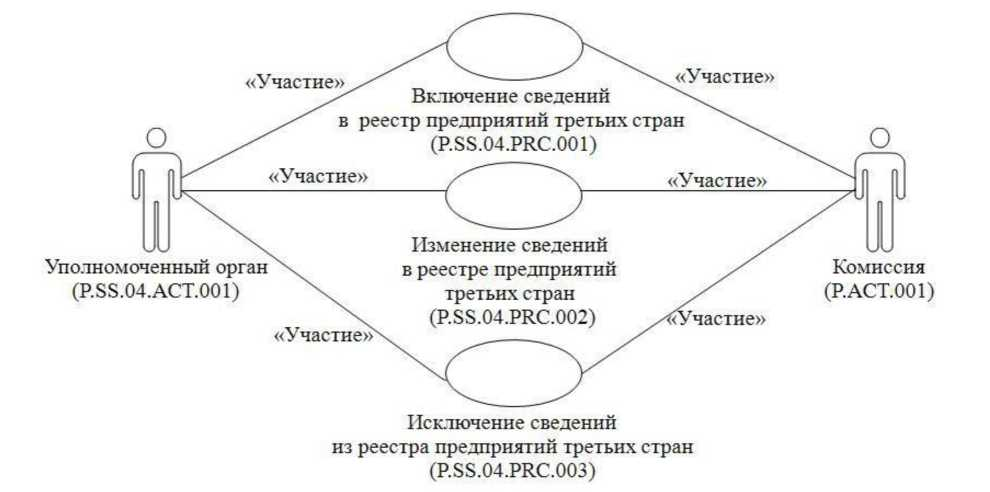 «Участие»
«Участие»
Включение сведений
в реестр предприятий третьих стран
(P.SS.04.PRC.001)
«Участие»
«Участие»
Изменение сведений
в реестре предприятий
третьих стран
(P.SS.04.PRC.002)
Уполномоченный орган
(P.SS.04.ACT.001)
Комиссия
(P.ACT.001)
«Участие»
«Участие»
Исключение сведений
из реестра предприятий третьих стран
(P.SS.04.PRC.003)